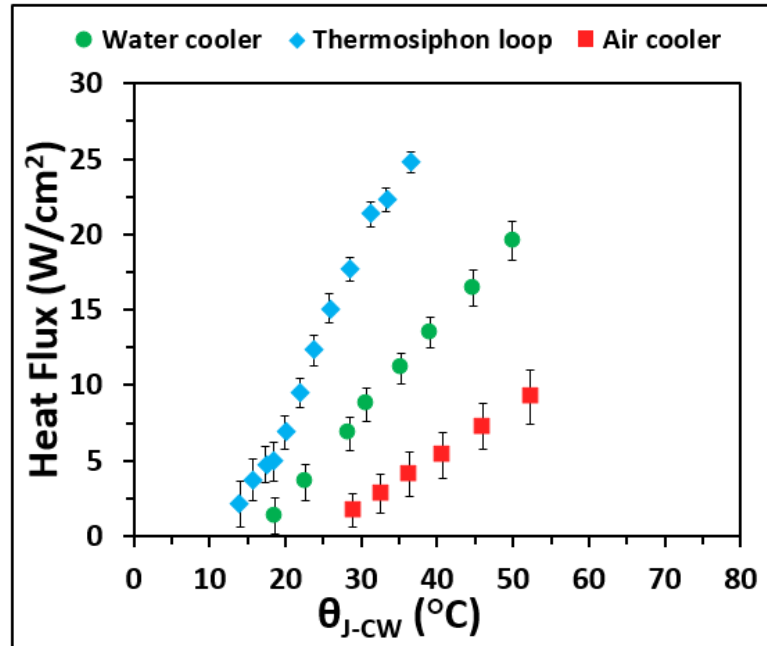 Water cooler Thermosiphon loop Air cooler
30
25
20
15
10
5
0
Heat Flux (W/cm²)
0 10 20 30 40 50 60 70 80
θJ-CW (°C)